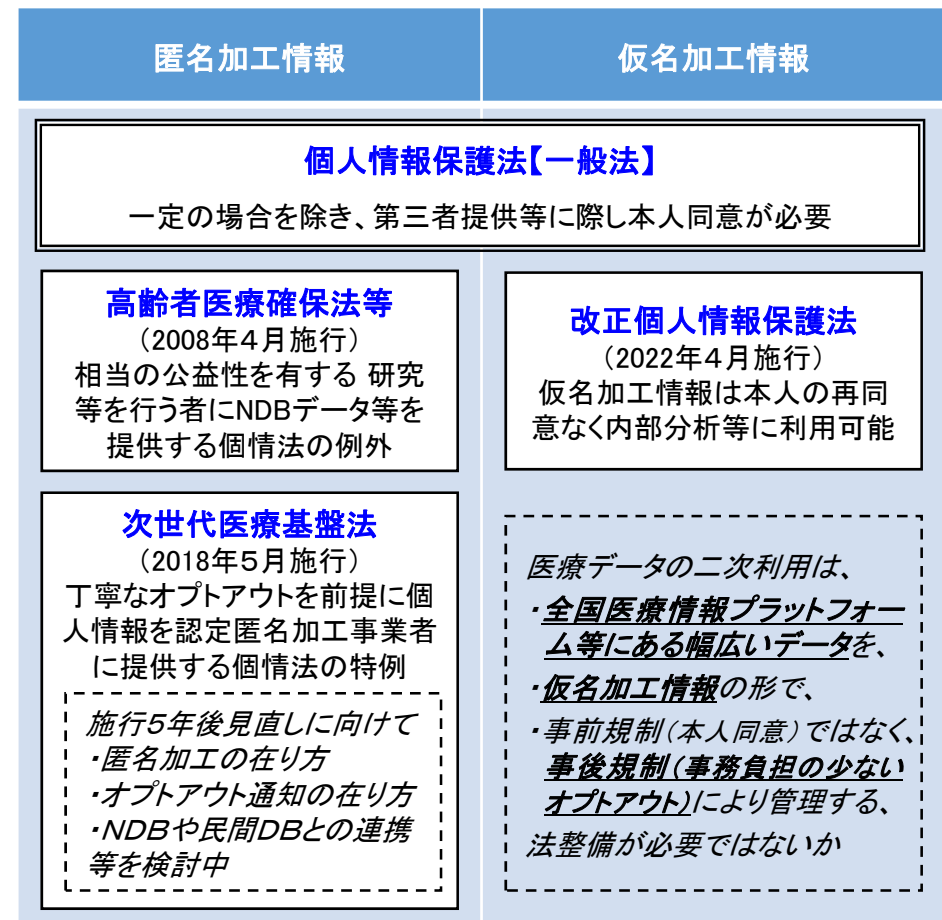 匿名加工情報
仮名加工情報
個人情報保護法【一般法】
一定の場合を除き、第三者提供等に際し本人同意が必要
高齢者医療確保法等
（2008年４月施行）
相当の公益性を有する 研究
等を行う者にNDBデータ等を
提供する個情法の例外
次世代医療基盤法
（2018年５月施行）
丁寧なオプトアウトを前提に個
人情報を認定匿名加工事業者
に提供する個情法の特例
施行５年後見直しに向けて
・匿名加工の在り方
・オプトアウト通知の在り方
・ＮＤＢや民間ＤＢとの連携
等を検討中
改正個人情報保護法
（2022年４月施行）
仮名加工情報は本人の再同
意なく内部分析等に利用可能
医療データの二次利用は、
・全国医療情報プラットフォー
ム等にある幅広いデータを、
・仮名加工情報の形で、
・事前規制（本人同意）ではなく、
事後規制（事務負担の少ない
オプトアウト）により管理する、
法整備が必要ではないか